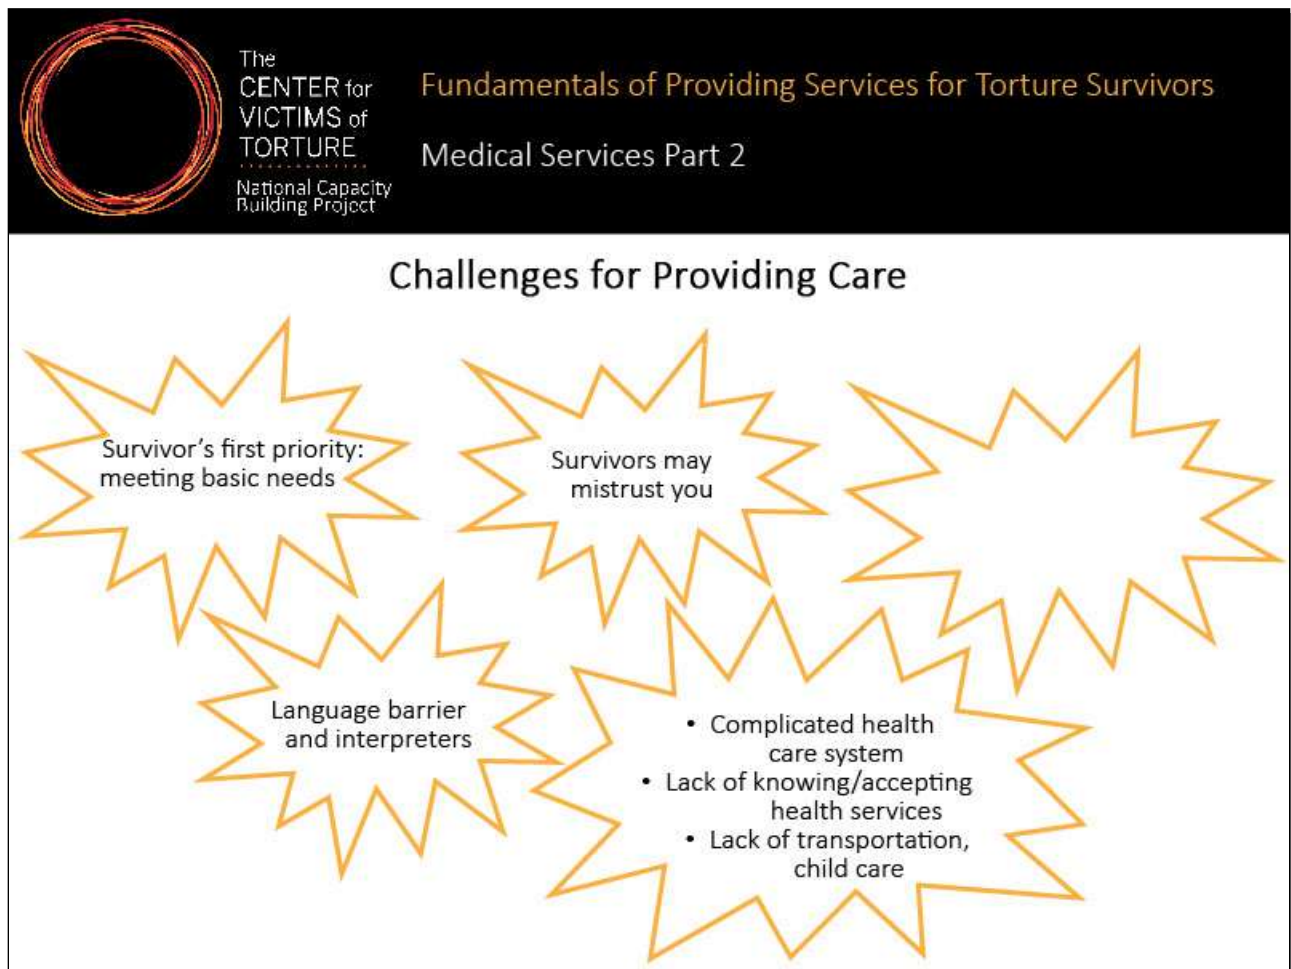 The
CENTER for
VICTIMS of
TORTURE
National Capacity
Building Project
Fundamentals of Providing Services for Torture Survivors
Medical Services Part 2
Challenges for Providing Care
Survivor's first priority:
meeting basic needs
Survivors may
mistrust you
Language barrier
and interpreters
• Complicated health
care system
• Lack of knowing/accepting
health services
• Lack of transportation,
child care